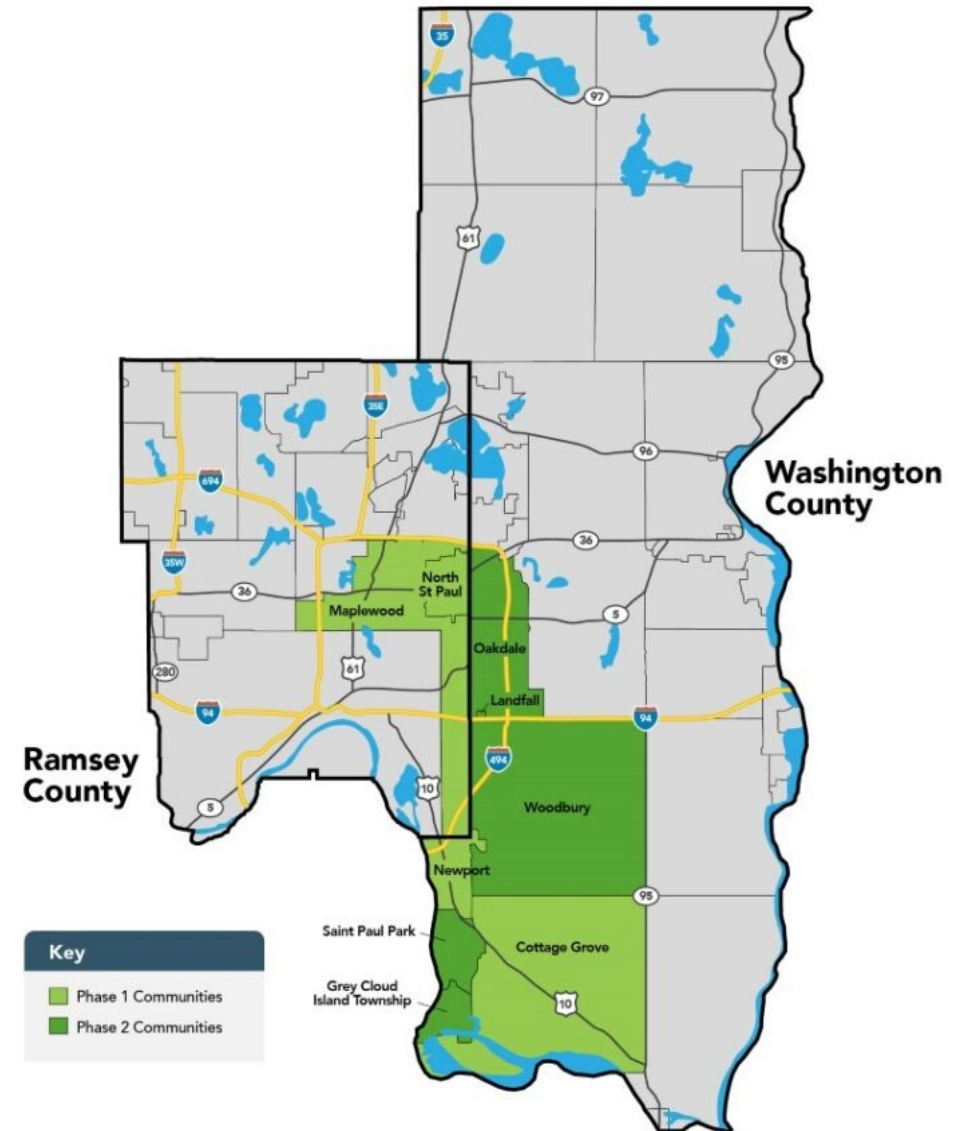 35
97
61
95
35E
96
694
Washington
County
36
35W
North
St Paul
36
Maplewood
5
Oakdale
61
280
Landfall
94
94
Ramsey
County
494
10
5
Woodbury
Newport
95
Saint Paul Park
Cottage Grove
Grey Cloud
Island Township
10
Key
Phase 1 Communities
Phase 2 Communities